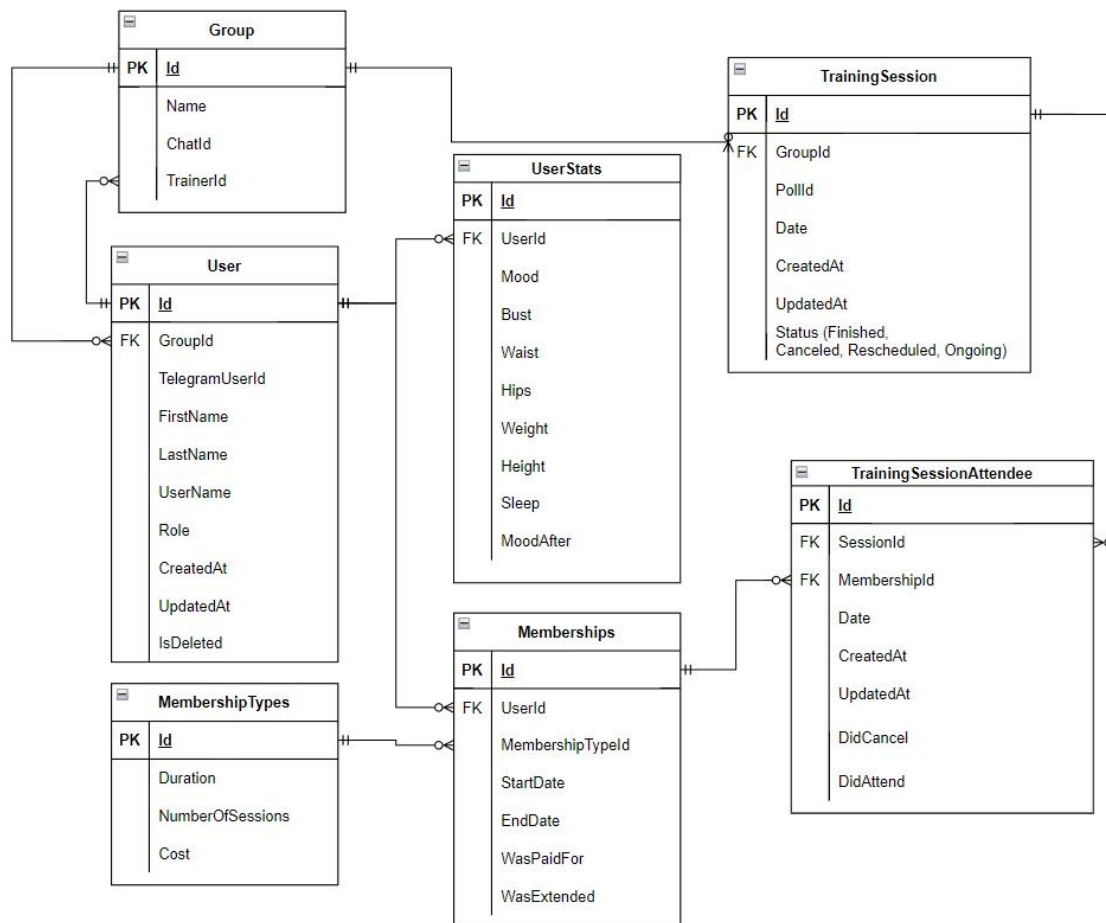 Group
PK Id
Name
ChatId
TrainerId
User
PK Id
FK GroupId
TelegramUserId
FirstName
LastName
UserName
Role
CreatedAt
UpdatedAt
IsDeleted
MembershipTypes
PK Id
Duration
NumberOfSessions
Cost
UserStats
PK Id
FK UserId
Mood
Bust
Waist
Hips
Weight
Height
Sleep
MoodAfter
Memberships
PK Id
FK UserId
MembershipTypeId
StartDate
EndDate
WasPaidFor
WasExtended
TrainingSession
PK Id
FK GroupId
PollId
Date
CreatedAt
UpdatedAt
Status (Finished,
Canceled, Rescheduled, Ongoing)
TrainingSessionAttendee
PK Id
FK SessionId
FK MembershipId
Date
CreatedAt
UpdatedAt
DidCancel
DidAttend